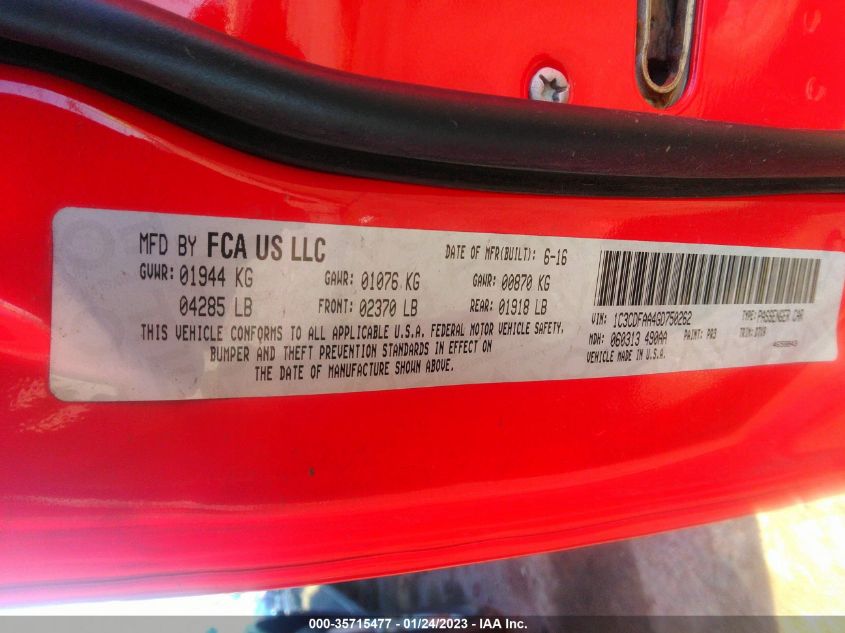 MFD BY FCA US LLC
DATE OF MFR(BUILT): 6-16
GVWR: 01944 KG
GAWR: 01076 KG
GAWR: 00870 KG
04285 LB
FRONT: 02370 LB
REAR: 01918 LB
THIS VEHICLE CONFORMS TO ALL APPLICABLE U.S.A. FEDERAL MOTOR VEHICLE SAFETY,
BUMPER AND THEFT PREVENTION STANDARDS IN EFFECT ON
THE DATE OF MANUFACTURE SHOWN ABOVE.
VIN: 1C3CDFAA4GD750262
TYPE: PASSENGER CAR
MDH: 060313 490AA
PAINT: PR3
TRIM:
VEHICLE MADE IN U.S.A.
000-35715477 - 01/24/2023 - IAA Inc.